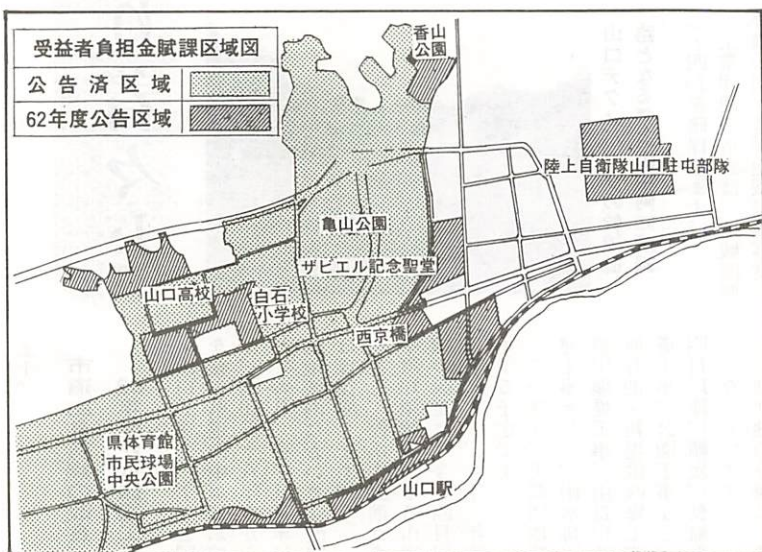 受益者負担金賦課区域図
公告済区域
62年度公告区域
香山
公園
陸上自衛隊山口駐屯部隊
亀山公園
ザビエル記念聖堂
山口高校
白石
小学校
西京橋
県体育館
市民球場
中央公園
山口駅